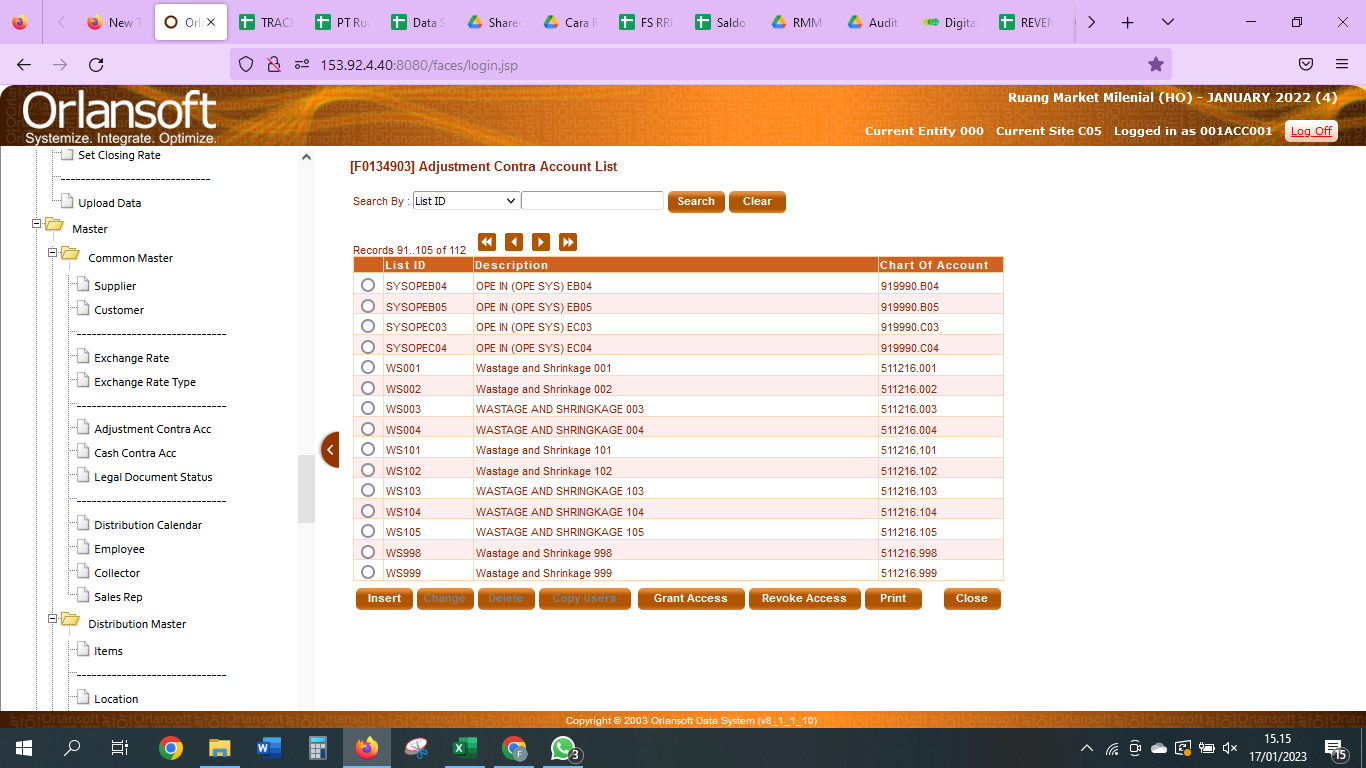 New T
Orla
TRACK
PT Ru
Data S
Shared
Cara R
FS RRM
Saldo
RMM
Audit
Digita
REVEN
153.92.4.40:8080/faces/login.jsp
Orlansoft
Systemize. Integrate. Optimize.
Ruang Market Milenial (HO) - JANUARY 2022 (4)
Current Entity 000 Current Site C05 Logged in as 001ACC001 Log Off
Set Closing Rate
------------------------------
Upload Data
Master
Common Master
Supplier
Customer
------------------------------
Exchange Rate
Exchange Rate Type
------------------------------
Adjustment Contra Acc
Cash Contra Acc
Legal Document Status
------------------------------
Distribution Calendar
Employee
Collector
Sales Rep
Distribution Master
Items
------------------------------
Location
[F0134903] Adjustment Contra Account List
Search By : List ID Search Clear
Records 91..105 of 112
List ID Description Chart Of Account
SYSOPEB04 OPE IN (OPE SYS) EB04 919990.B04
SYSOPEB05 OPE IN (OPE SYS) EB05 919990.B05
SYSOPEC03 OPE IN (OPE SYS) EC03 919990.C03
SYSOPEC04 OPE IN (OPE SYS) EC04 919990.C04
WS001 Wastage and Shrinkage 001 511216.001
WS002 Wastage and Shrinkage 002 511216.002
WS003 WASTAGE AND SHRINGKAGE 003 511216.003
WS004 WASTAGE AND SHRINGKAGE 004 511216.004
WS101 Wastage and Shrinkage 101 511216.101
WS102 Wastage and Shrinkage 102 511216.102
WS103 WASTAGE AND SHRINGKAGE 103 511216.103
WS104 WASTAGE AND SHRINGKAGE 104 511216.104
WS105 WASTAGE AND SHRINGKAGE 105 511216.105
WS998 Wastage and Shrinkage 998 511216.998
WS999 Wastage and Shrinkage 999 511216.999
Insert Change Delete Copy Users Grant Access Revoke Access Print Close
Copyright © 2003 Orlansoft Data System (v8_1_1_10)
3
15.15
17/01/2023
15